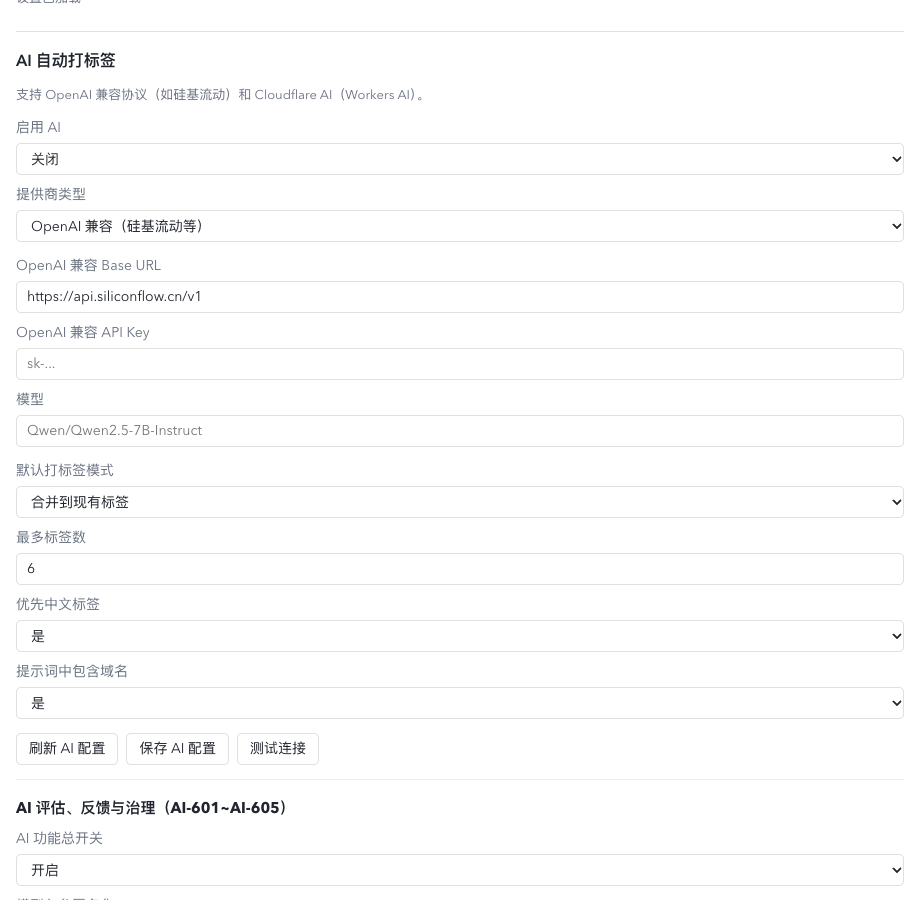 AI 自动打标签
支持 OpenAI 兼容协议（如硅基流动）和 Cloudflare AI（Workers AI）。
启用 AI
关闭
提供商类型
OpenAI 兼容（硅基流动等）
OpenAI 兼容 Base URL
https://api.siliconflow.cn/v1
OpenAI 兼容 API Key
sk-...
模型
Qwen/Qwen2.5-7B-Instruct
默认打标签模式
合并到现有标签
最多标签数
6
优先中文标签
是
提示词中包含域名
是
刷新 AI 配置 保存 AI 配置 测试连接
AI 评估、反馈与治理（AI-601~AI-605）
AI 功能总开关
开启